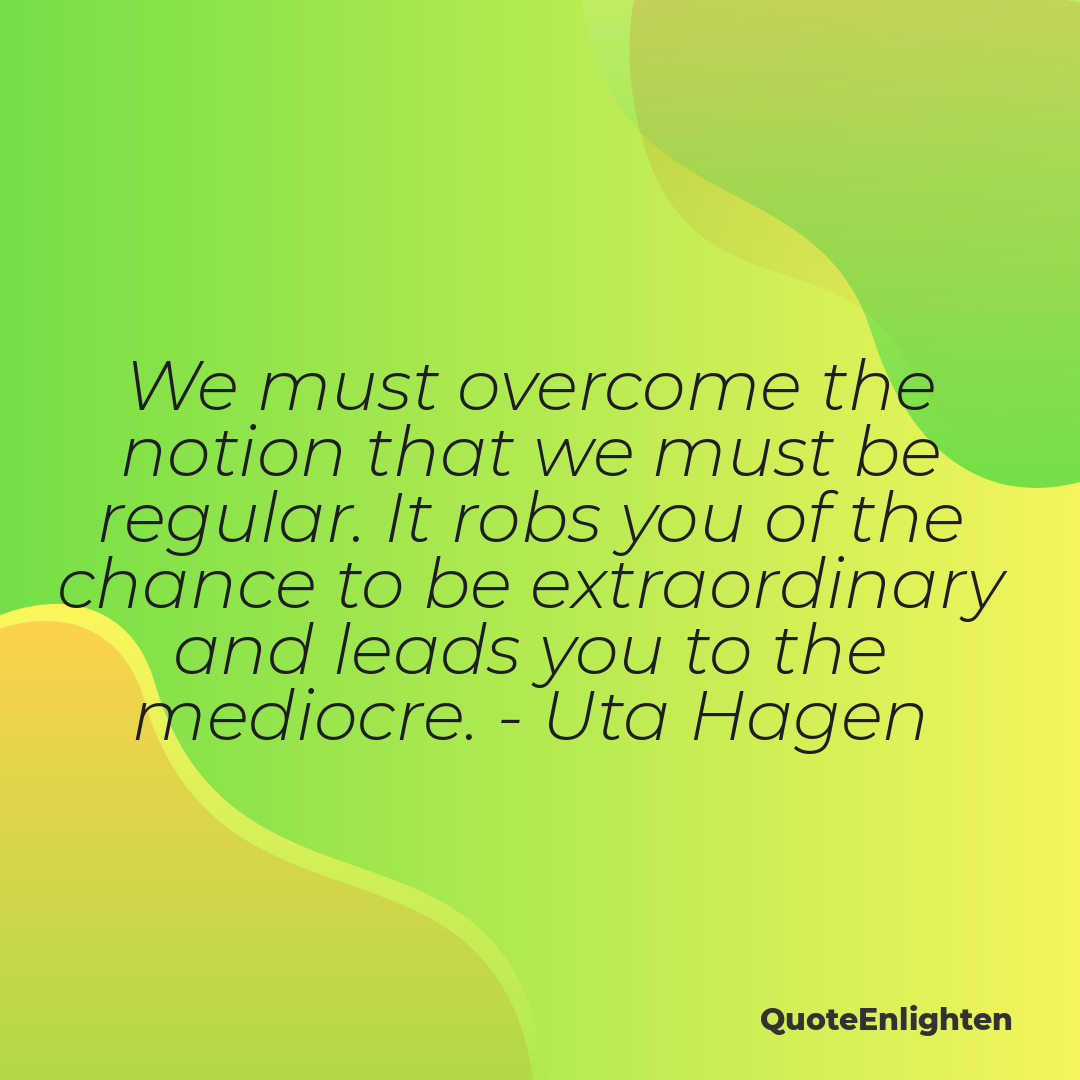 We must overcome the
notion that we must be
regular. It robs you of the
chance to be extraordinary
and leads you to the
mediocre. - Uta Hagen
QuoteEnlighten